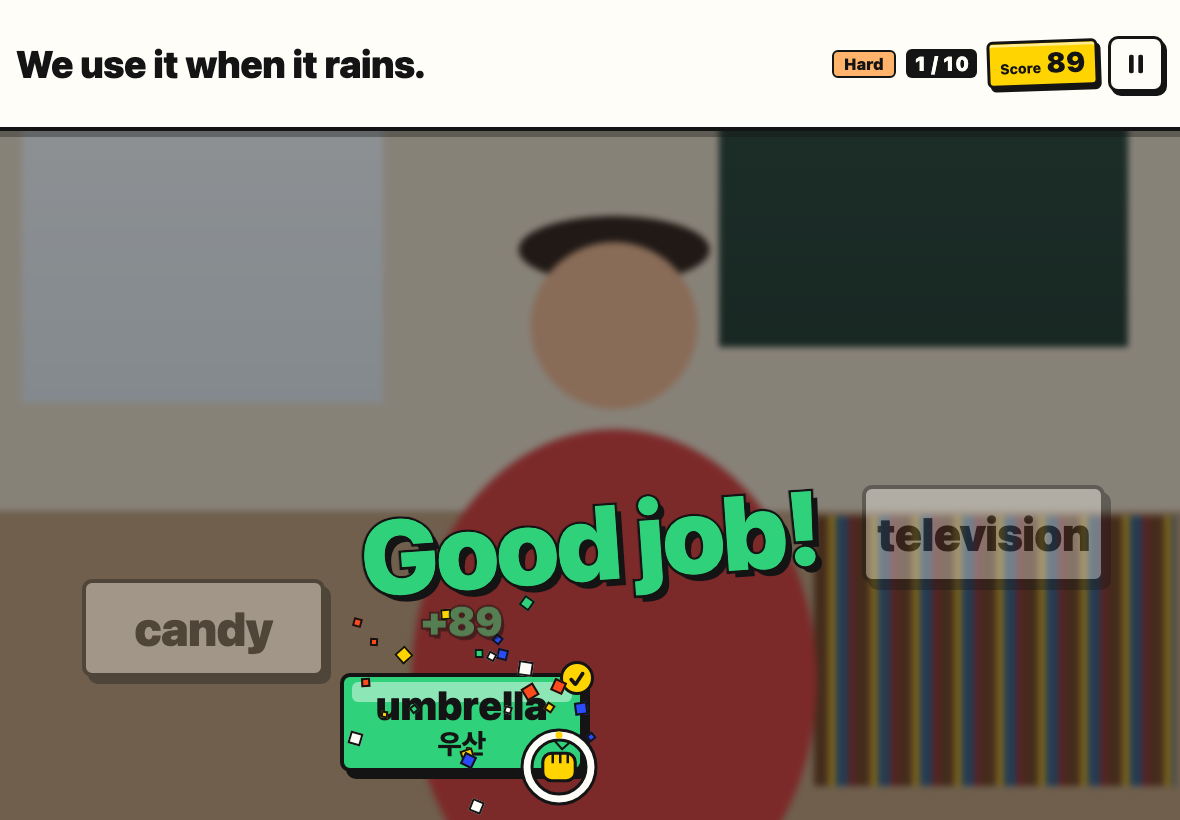 We use it when it rains.
Hard
1 / 10
Score 89
Good job!
+89
television
candy
umbrella
우산